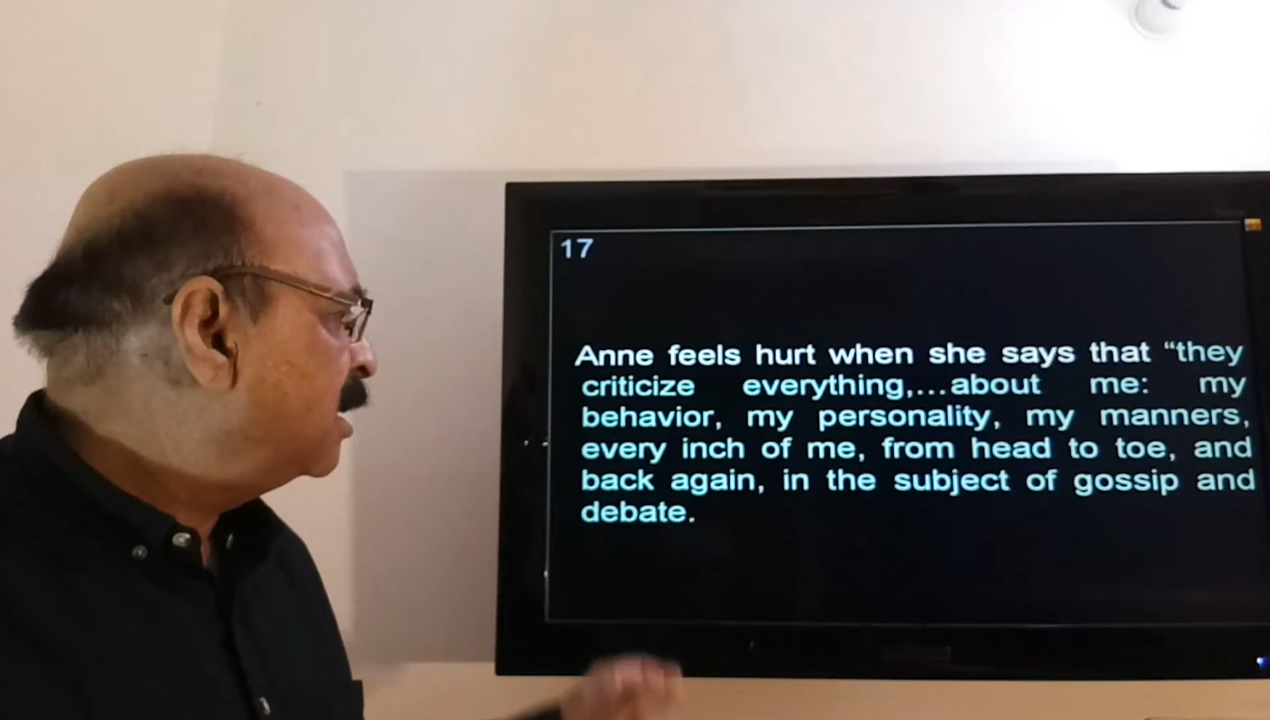 17
Anne feels hurt when she says that “they
criticize everything,...about me: my
behavior, my personality, my manners,
every inch of me, from head to toe, and
back again, in the subject of gossip and
debate.